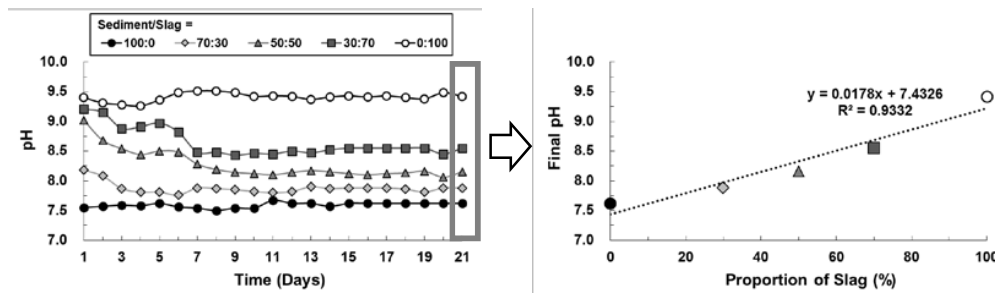 Sediment/Slag =
100:0 70:30 50:50 30:70 0:100
pH
10.0
9.5
9.0
8.5
8.0
7.5
7.0
1 3 5 7 9 11 13 15 17 19 21
Time (Days)
Final pH
10.0
9.5
9.0
8.5
8.0
7.5
7.0
y = 0.0178x + 7.4326
R² = 0.9332
0 20 40 60 80 100
Proportion of Slag (%)